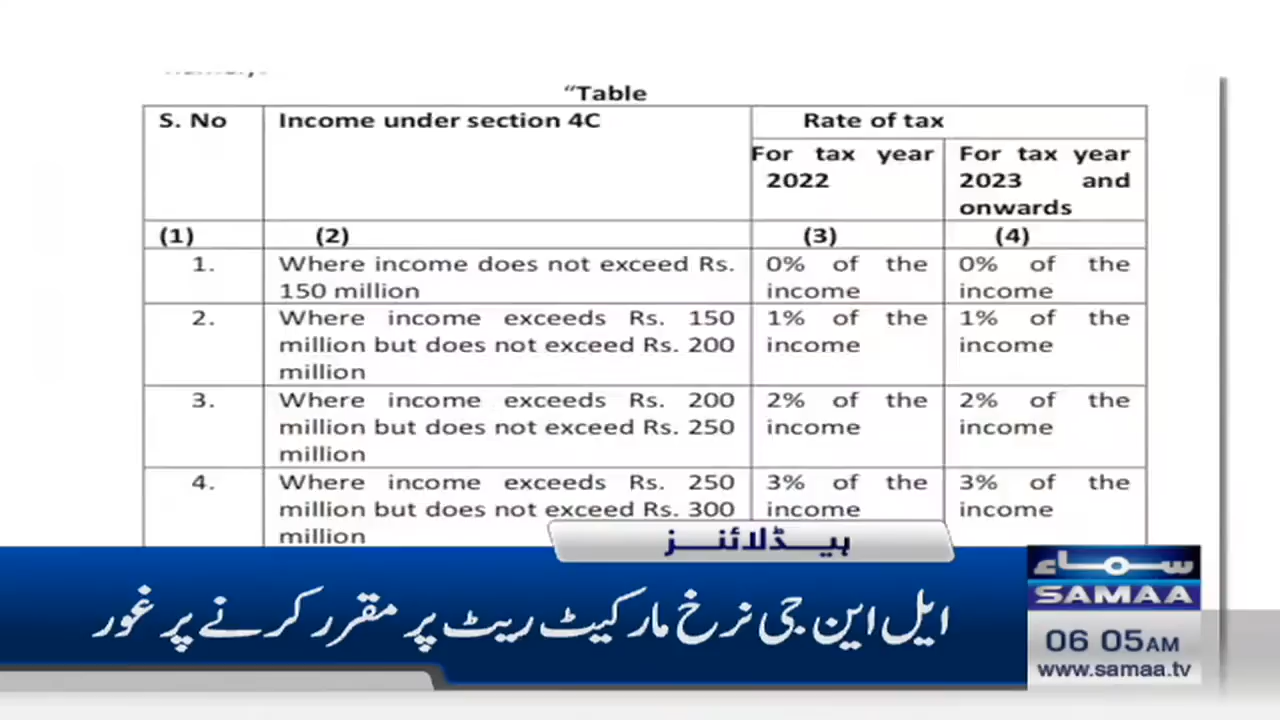 “Table
S. No
Income under section 4C
Rate of tax
For tax year
2022
For tax year
2023 and
onwards
(1)
(2)
(3)
(4)
1.
Where income does not exceed Rs.
150 million
0% of the
income
0% of the
income
2.
Where income exceeds Rs. 150
million but does not exceed Rs. 200
million
1% of the
income
1% of the
income
3.
Where income exceeds Rs. 200
million but does not exceed Rs. 250
million
2% of the
income
2% of the
income
4.
Where income exceeds Rs. 250
million but does not exceed Rs. 300
million
3% of the
income
3% of the
income
ہیڈلائنز
ایل این جی نرخ مارکیٹ ریٹ پر مقرر کرنے پر غور
سماء
SAMAA
06 05AM
www.samaa.tv